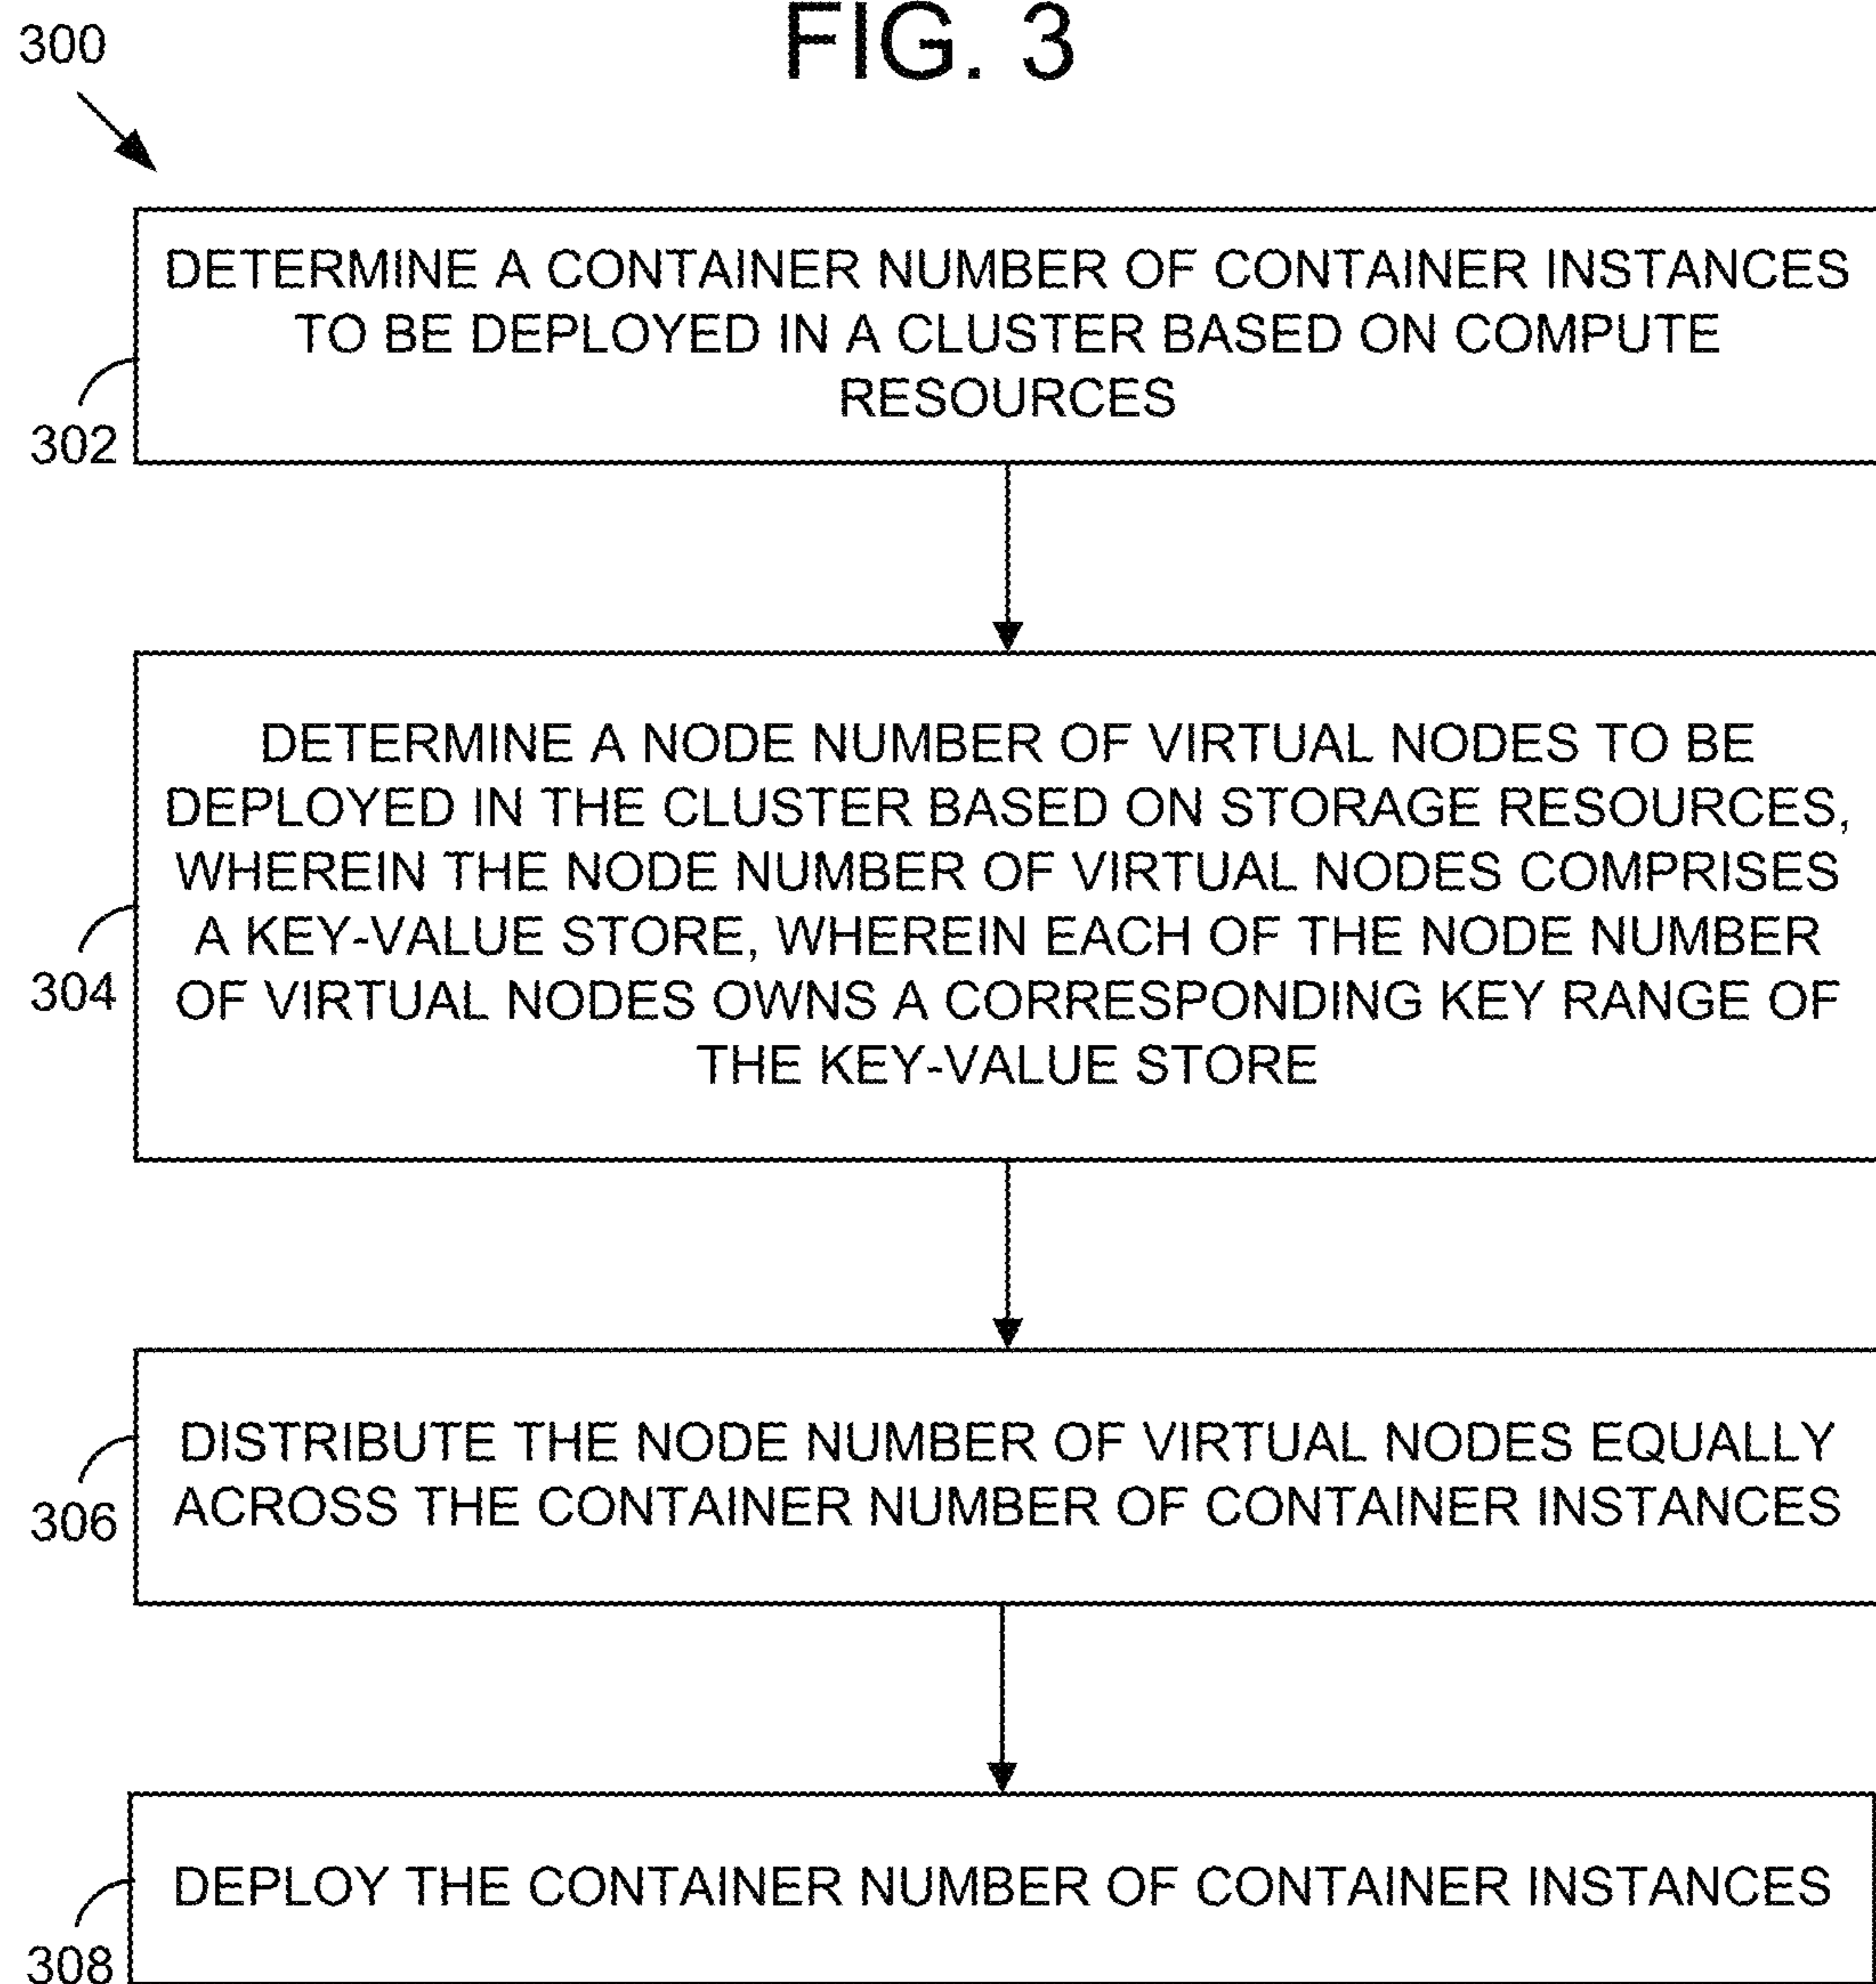 FIG. 3
300
DETERMINE A CONTAINER NUMBER OF CONTAINER INSTANCES
TO BE DEPLOYED IN A CLUSTER BASED ON COMPUTE
RESOURCES
302
DETERMINE A NODE NUMBER OF VIRTUAL NODES TO BE
DEPLOYED IN THE CLUSTER BASED ON STORAGE RESOURCES,
WHEREIN THE NODE NUMBER OF VIRTUAL NODES COMPRISES
A KEY-VALUE STORE, WHEREIN EACH OF THE NODE NUMBER
OF VIRTUAL NODES OWNS A CORRESPONDING KEY RANGE OF
THE KEY-VALUE STORE
304
DISTRIBUTE THE NODE NUMBER OF VIRTUAL NODES EQUALLY
ACROSS THE CONTAINER NUMBER OF CONTAINER INSTANCES
306
DEPLOY THE CONTAINER NUMBER OF CONTAINER INSTANCES
308